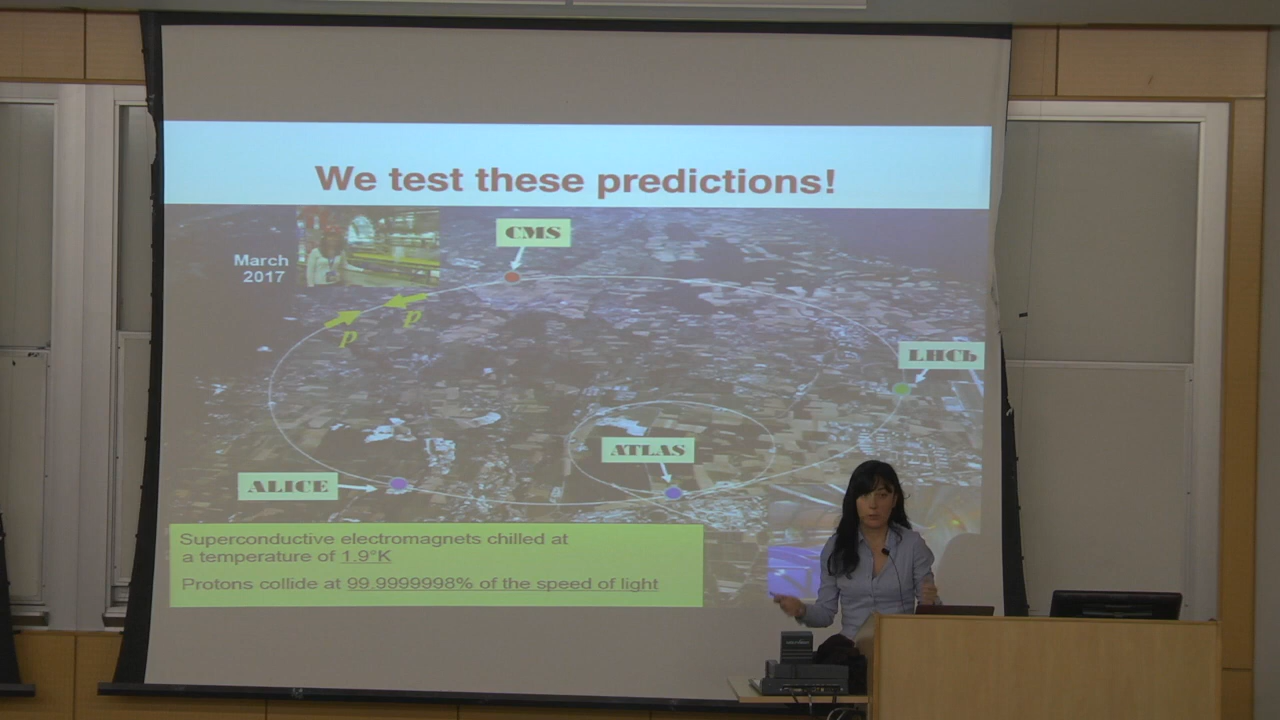 We test these predictions!
CMS
March
2017
p
p
LHCb
ATLAS
ALICE
Superconductive electromagnets chilled at
a temperature of 1.9°K
Protons collide at 99.9999998% of the speed of light